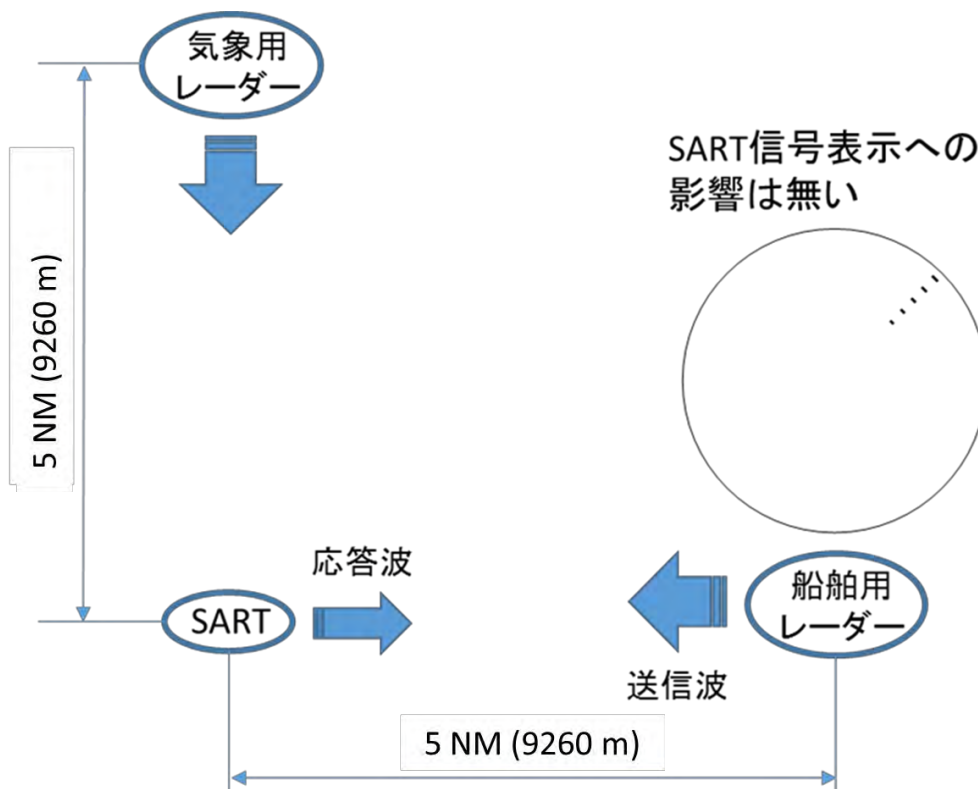 気象用
レーダー
SART信号表示への
影響は無い
5 NM (9260 m)
応答波
SART
船舶用
レーダー
送信波
5 NM (9260 m)